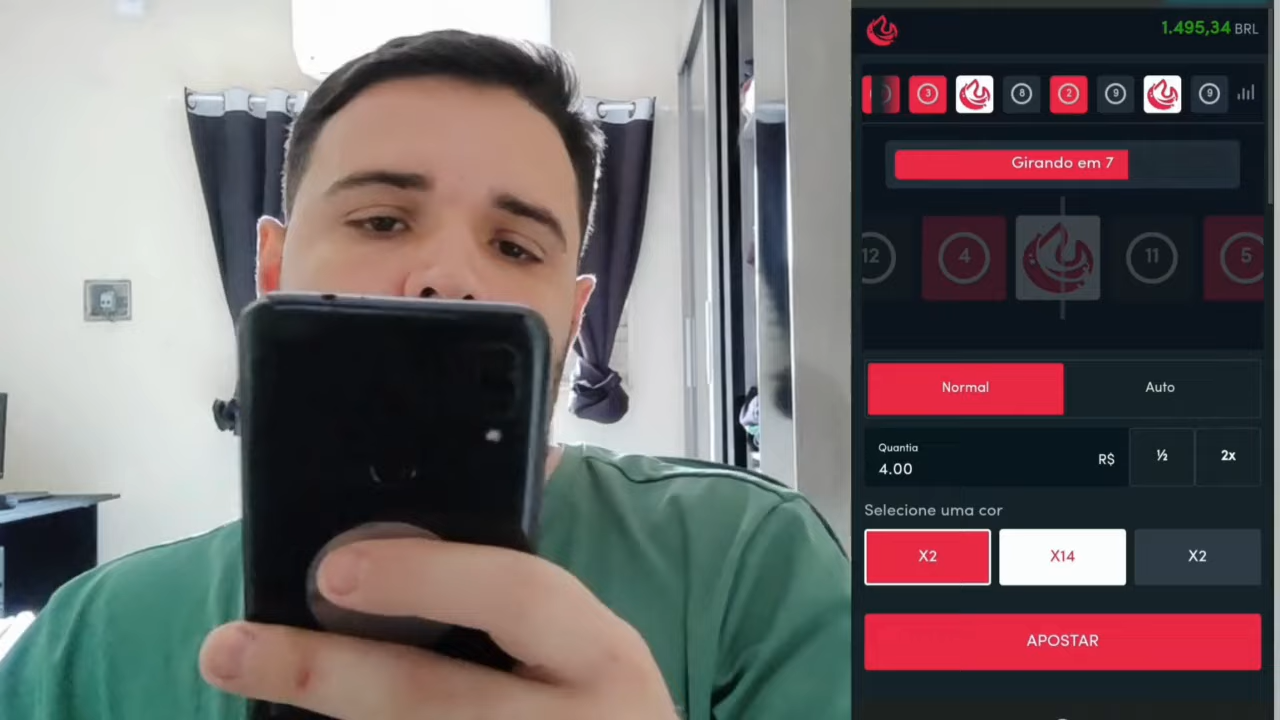 1.495,34 BRL
3 8 2 9 9
Girando em 7
12 4 11 5
Normal Auto
Quantia
4.00 R$ ½ 2x
Selecione uma cor
X2 X14 X2
APOSTAR